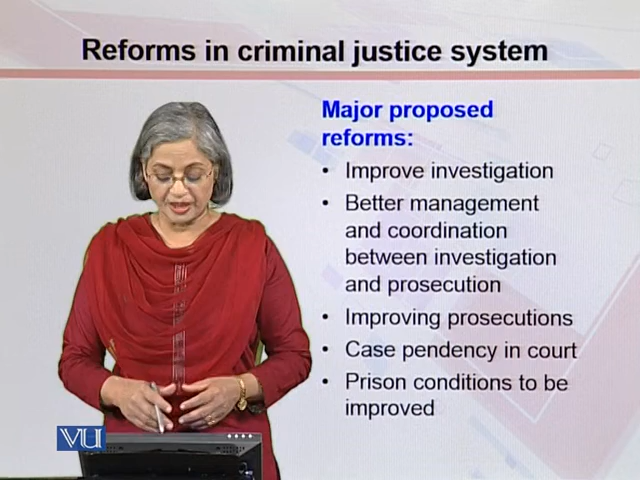 Reforms in criminal justice system
Major proposed
reforms:
• Improve investigation
• Better management
and coordination
between investigation
and prosecution
• Improving prosecutions
• Case pendency in court
• Prison conditions to be
improved
VU